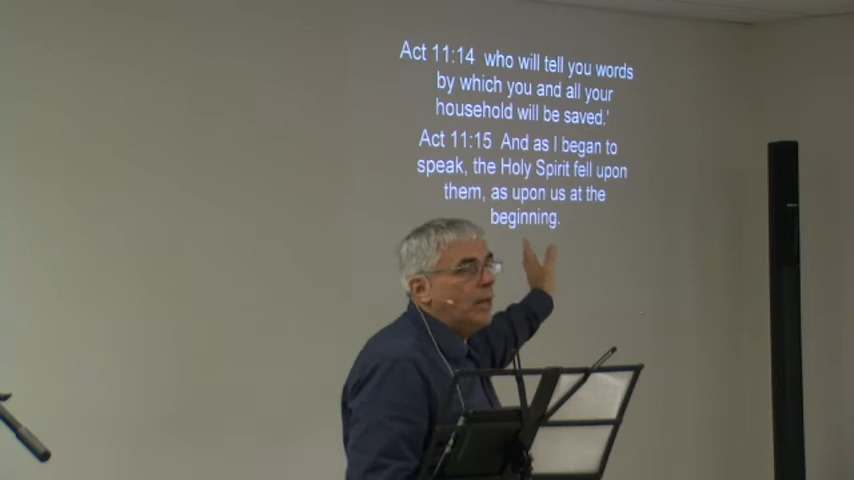 Act 11:14 who will tell you words
by which you and all your
household will be saved.'
Act 11:15 And as I began to
speak, the Holy Spirit fell upon
them, as upon us at the
beginning.